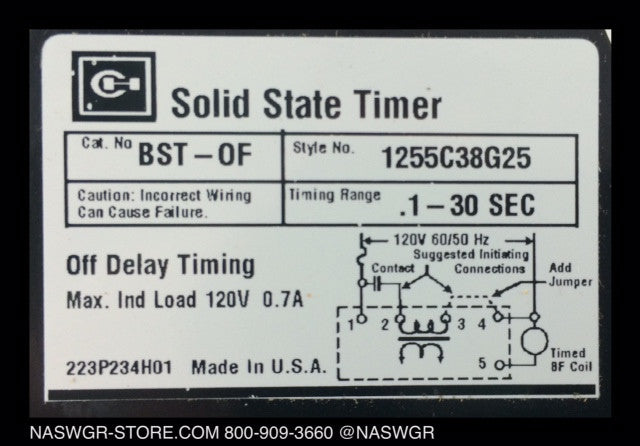 Solid State Timer
Cat. No BST-OF
Style No. 1255C38G25
Caution: Incorrect Wiring
Can Cause Failure.
Timing Range .1-30 SEC
Off Delay Timing
Max. Ind Load 120V 0.7A
223P234H01 Made In U.S.A.
120V 60/50 Hz
Suggested Initiating
Connections
Contact
Add
Jumper
1 2 3 4
5
Timed
BF Coil
NASWGR-STORE.COM 800-909-3660 @NASWGR